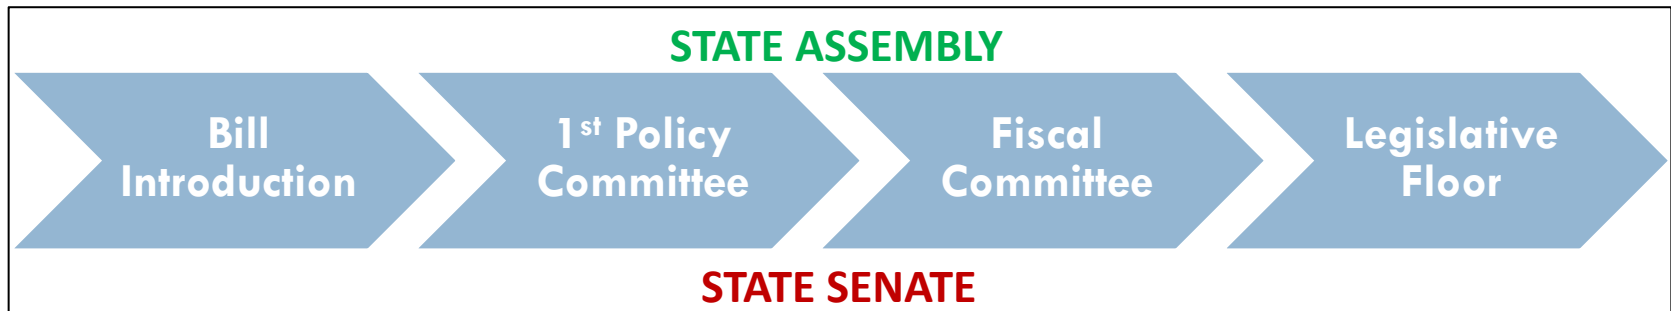 STATE ASSEMBLY
Bill
Introduction
1st Policy
Committee
Fiscal
Committee
Legislative
Floor
STATE SENATE